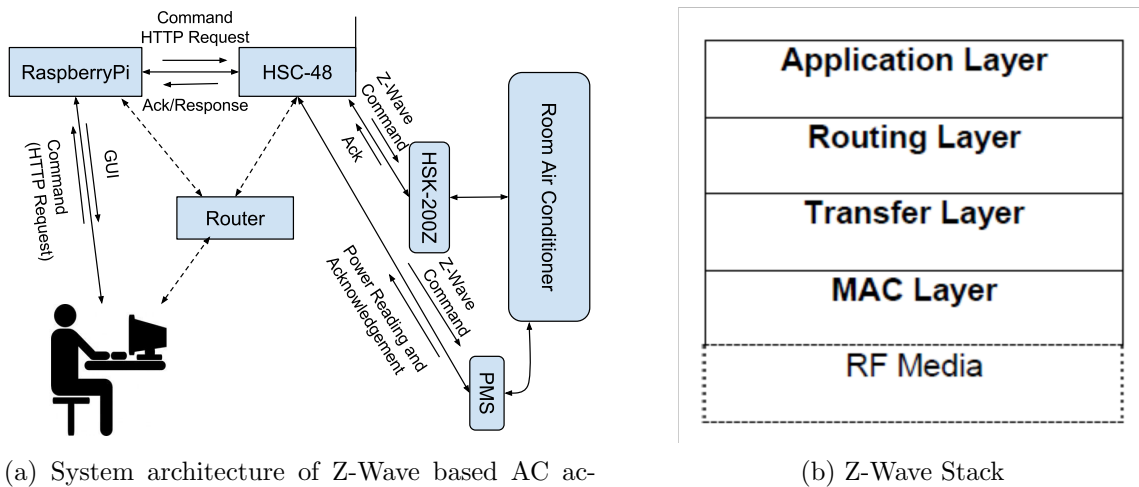 Command
HTTP Request
RaspberryPi
HSC-48
Ack/Response
Z-Wave
Command
Ack
GUI
Command
(HTTP Request)
Router
HSK-200Z
Room Air Conditioner
Z-Wave
Command
Power Reading and
Acknowledgement
PMS
(a) System architecture of Z-Wave based AC ac-
Application Layer
Routing Layer
Transfer Layer
MAC Layer
RF Media
(b) Z-Wave Stack